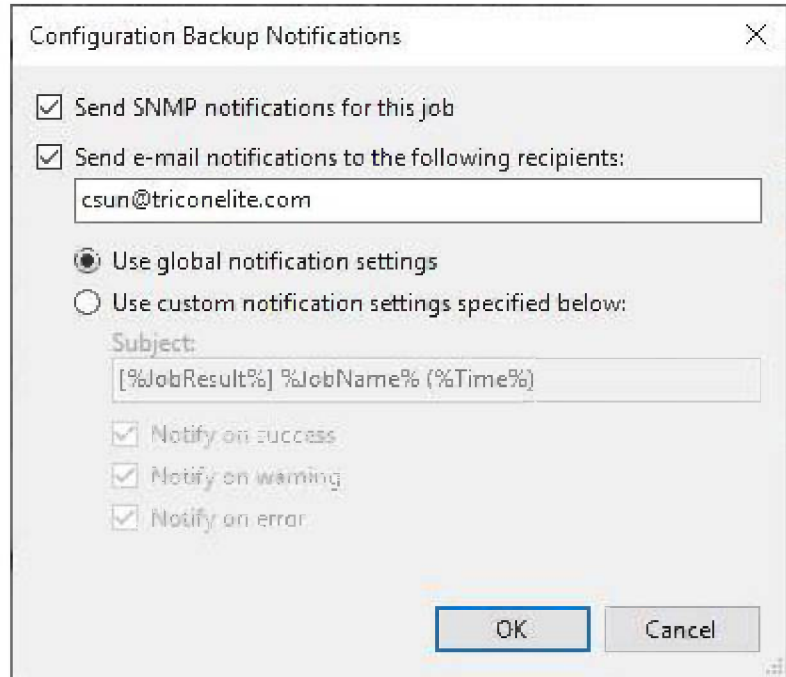 Configuration Backup Notifications
Send SNMP notifications for this job
Send e-mail notifications to the following recipients:
csun@triconelite.com
Use global notification settings
Use custom notification settings specified below:
Subject:
[%JobResult%] %JobName% (%Time%)
Notify on success
Notify on warning
Notify on error
OK
Cancel